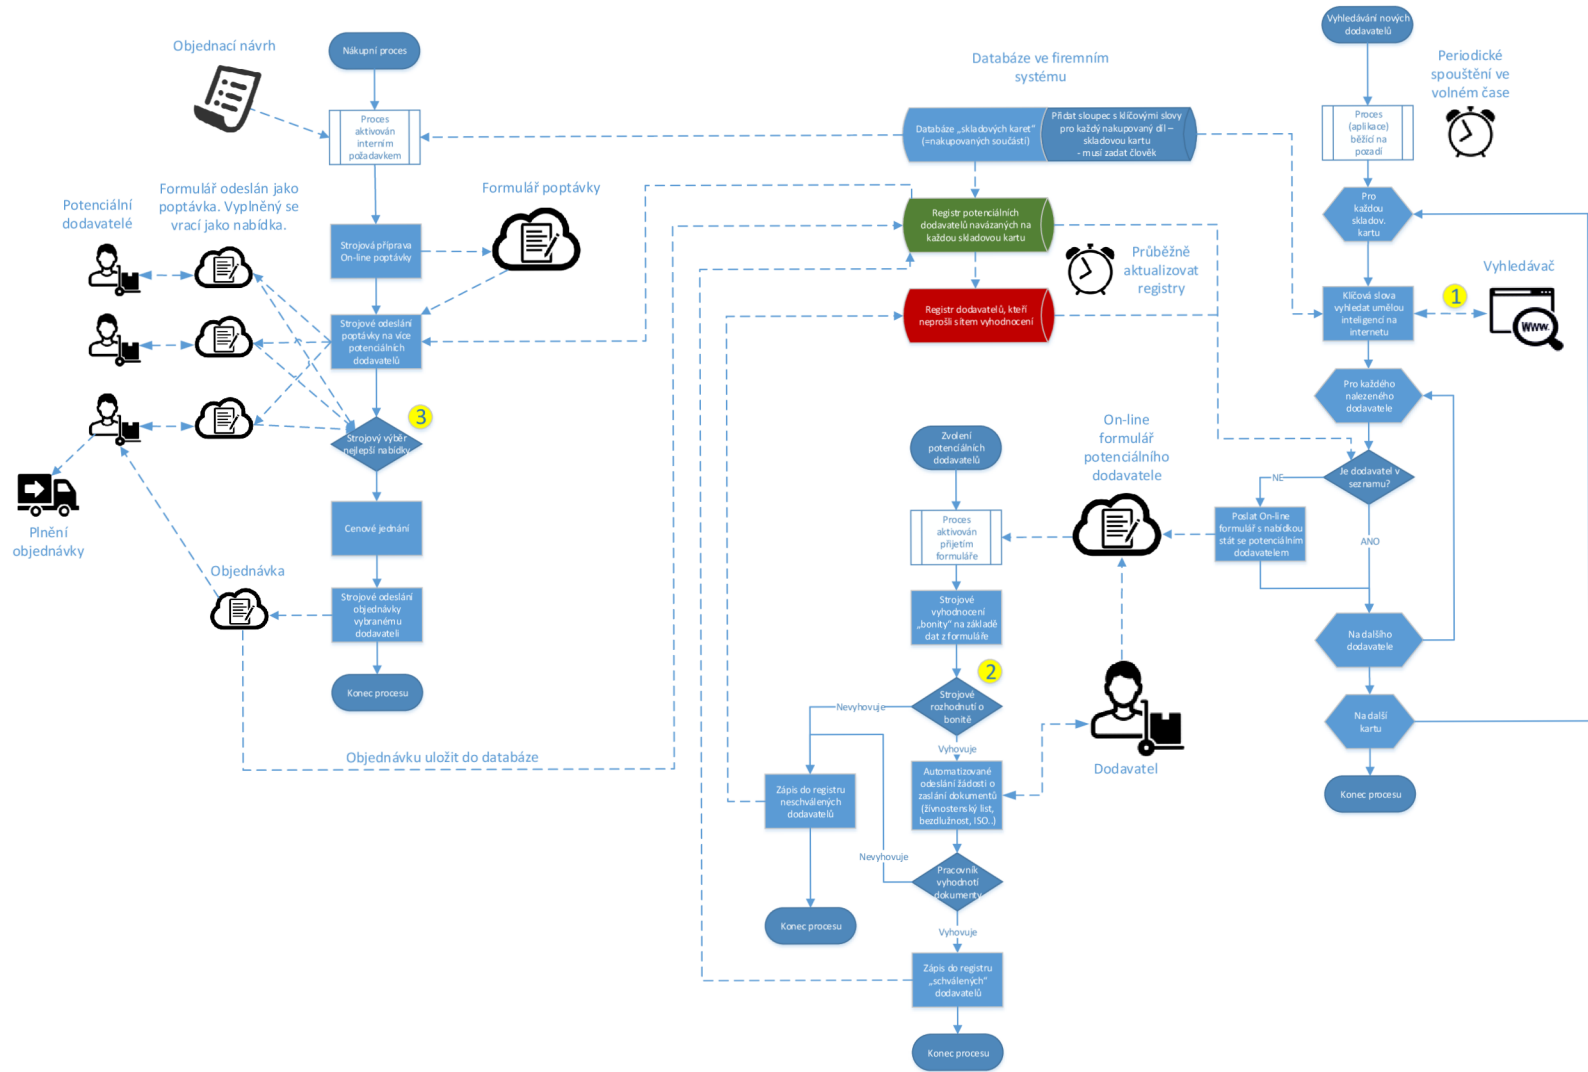 Objednací návrh
Nákupní proces
Proces
aktivován
interním
požadavkem
Potenciální
dodavatelé
Formulář odeslán jako
poptávka. Vyplněný se
vrací jako nabídka.
Strojová příprava
On-line poptávky
Formulář poptávky
Strojové odeslání
poptávky na více
potenciálních
dodavatelů
3
Strojový výběr
nejlepší nabídky
Cenové jednání
Plnění
objednávky
Objednávka
Strojové odeslání
objednávky
vybranému
dodavateli
Konec procesu
Objednávku uložit do databáze
Databáze ve firemním
systému
Databáze „skladových karet“
(=nakupovaných součástí)
Přidat sloupec s klíčovými slovy
pro každý nakupovaný díl –
skladovou kartu
- musí zadat člověk
Registr potenciálních
dodavatelů navázaných na
každou skladovou kartu
Průběžně
aktualizovat
registry
Registr dodavatelů, kteří
neprošli sítem vyhodnocení
Zvolení
potenciálních
dodavatelů
Proces
aktivován
přijetím
formuláře
On-line
formulář
potenciálního
dodavatele
Strojové
vyhodnocení
„bonity“ na základě
dat z formuláře
2
Strojové
rozhodnutí o
bonitě
Nevyhovuje
Vyhovuje
Automatizované
odeslání žádosti o
zaslání dokumentů
(živnostenský list,
bezdlužnost, ISO..)
Dodavatel
Zápis do registru
neschválených
dodavatelů
Nevyhovuje
Pracovník
vyhodnotí
dokumenty
Konec procesu
Vyhovuje
Zápis do registru
„schválených“
dodavatelů
Konec procesu
Vyhledávání nových
dodavatelů
Periodické
spouštění ve
volném čase
Proces
(aplikace)
běžící na
pozadí
Pro
každou
skladov.
kartu
Klíčová slova
vyhledat umělou
inteligencí na
internetu
1
Vyhledávač
Www.
Pro každého
nalezeného
dodavatele
Je dodavatel v
seznamu?
NE
Poslat On-line
formulář s nabídkou
stát se potenciálním
dodavatelem
ANO
Na dalšího
dodavatele
Na další
kartu
Konec procesu